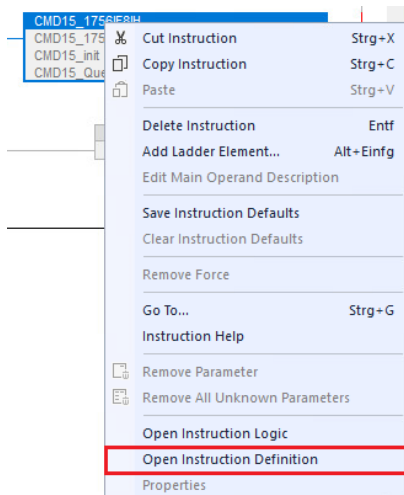 CMD15_1756IF8IH
CMD15_175
CMD15_init
CMD15_Que
Cut Instruction Strg+X
Copy Instruction Strg+C
Paste Strg+V
Delete Instruction Entf
Add Ladder Element... Alt+Einfg
Edit Main Operand Description
Save Instruction Defaults
Clear Instruction Defaults
Remove Force
Go To... Strg+G
Instruction Help
Remove Parameter
Remove All Unknown Parameters
Open Instruction Logic
Open Instruction Definition
Properties